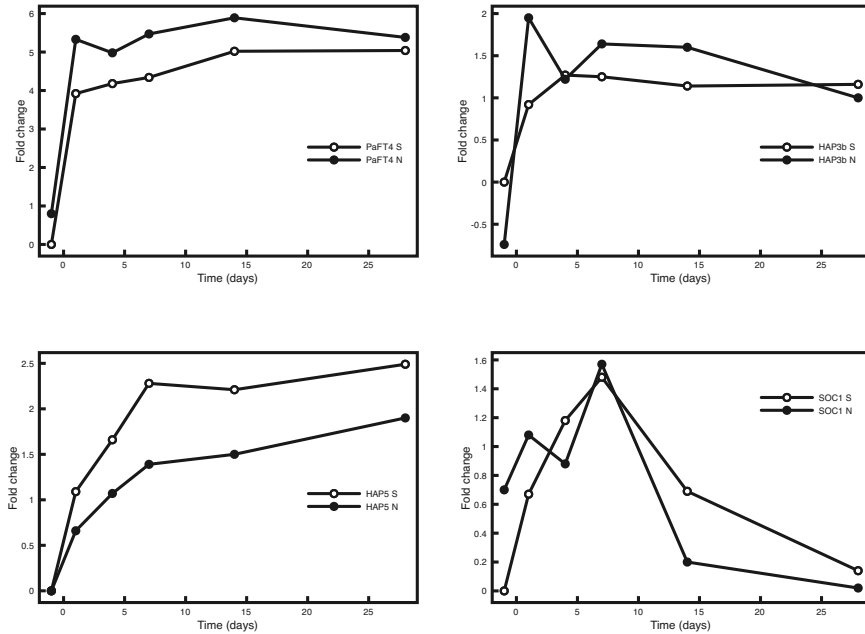 6
5
4
3
2
1
0
Fold change
PaFT4 S
PaFT4 N
0 5 10 15 20 25
Time (days)
2
1.5
1
0.5
0
-0.5
Fold change
HAP3b S
HAP3b N
0 5 10 15 20 25
Time (days)
2.5
2
1.5
1
0.5
0
Fold change
HAP5 S
HAP5 N
0 5 10 15 20 25
Time (days)
1.6
1.4
1.2
1
0.8
0.6
0.4
0.2
0
Fold change
SOC1 S
SOC1 N
0 5 10 15 20 25
Time (days)